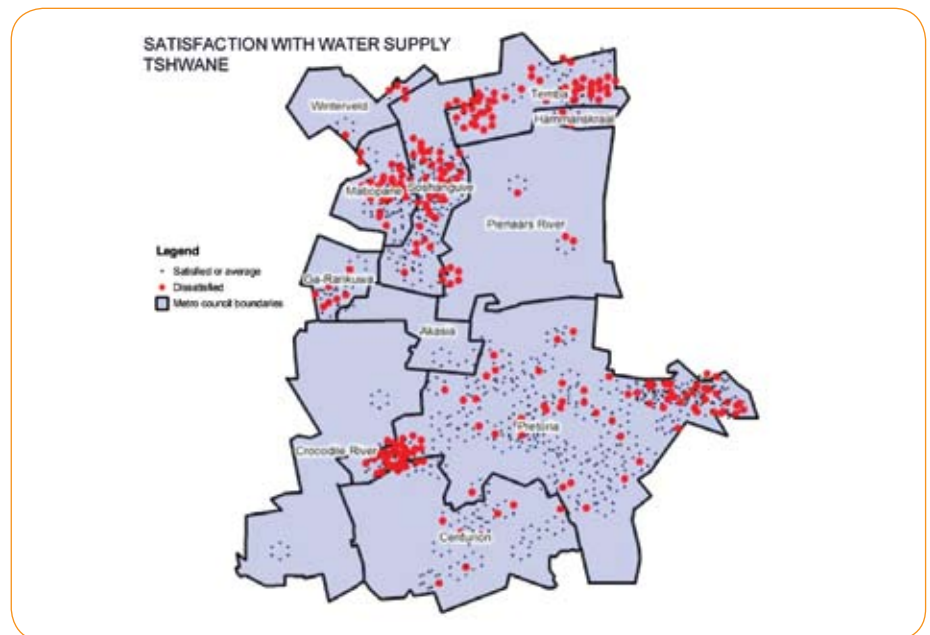 SATISFACTION WITH WATER SUPPLY
TSHWANE
Winterveld
Temba
Hammanskraal
Mabopane
Soshanguve
Pienaars River
Legend
Satisfied or average
Dissatisfied
Metro council boundaries
Ga-Rankuwa
Akasia
Pretoria
Crocodile River
Centurion